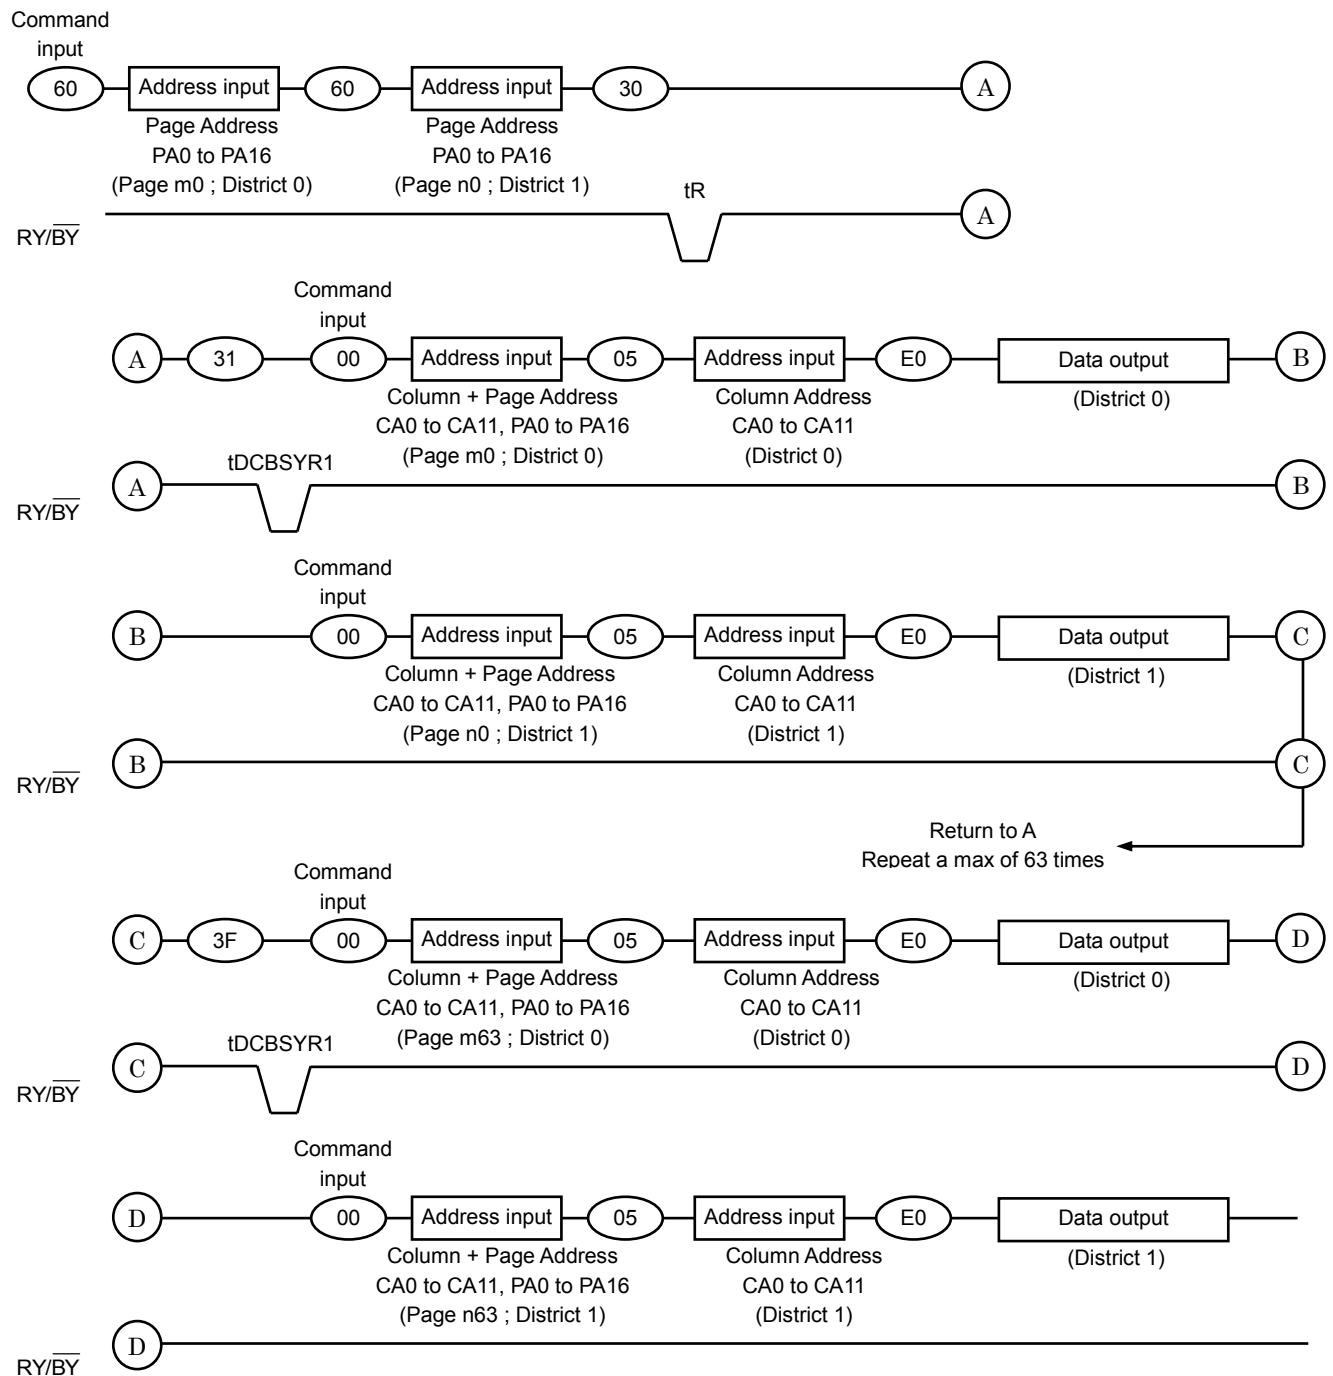 Command
input
60 Address input 60 Address input 30 A
Page Address Page Address
PA0 to PA16 PA0 to PA16
(Page m0 ; District 0) (Page n0 ; District 1)
tR
RY/BY A
Command
input
A 31 00 Address input 05 Address input E0 Data output B
Column + Page Address Column Address (District 0)
CA0 to CA11, PA0 to PA16 CA0 to CA11
(Page m0 ; District 0) (District 0)
tDCBSYR1
RY/BY A B
Command
input
B 00 Address input 05 Address input E0 Data output C
Column + Page Address Column Address (District 1)
CA0 to CA11, PA0 to PA16 CA0 to CA11
(Page n0 ; District 1) (District 1)
RY/BY B C
Return to A
Repeat a max of 63 times
Command
input
C 3F 00 Address input 05 Address input E0 Data output D
Column + Page Address Column Address (District 0)
CA0 to CA11, PA0 to PA16 CA0 to CA11
(Page m63 ; District 0) (District 0)
tDCBSYR1
RY/BY C D
Command
input
D 00 Address input 05 Address input E0 Data output
Column + Page Address Column Address (District 1)
CA0 to CA11, PA0 to PA16 CA0 to CA11
(Page n63 ; District 1) (District 1)
RY/BY D